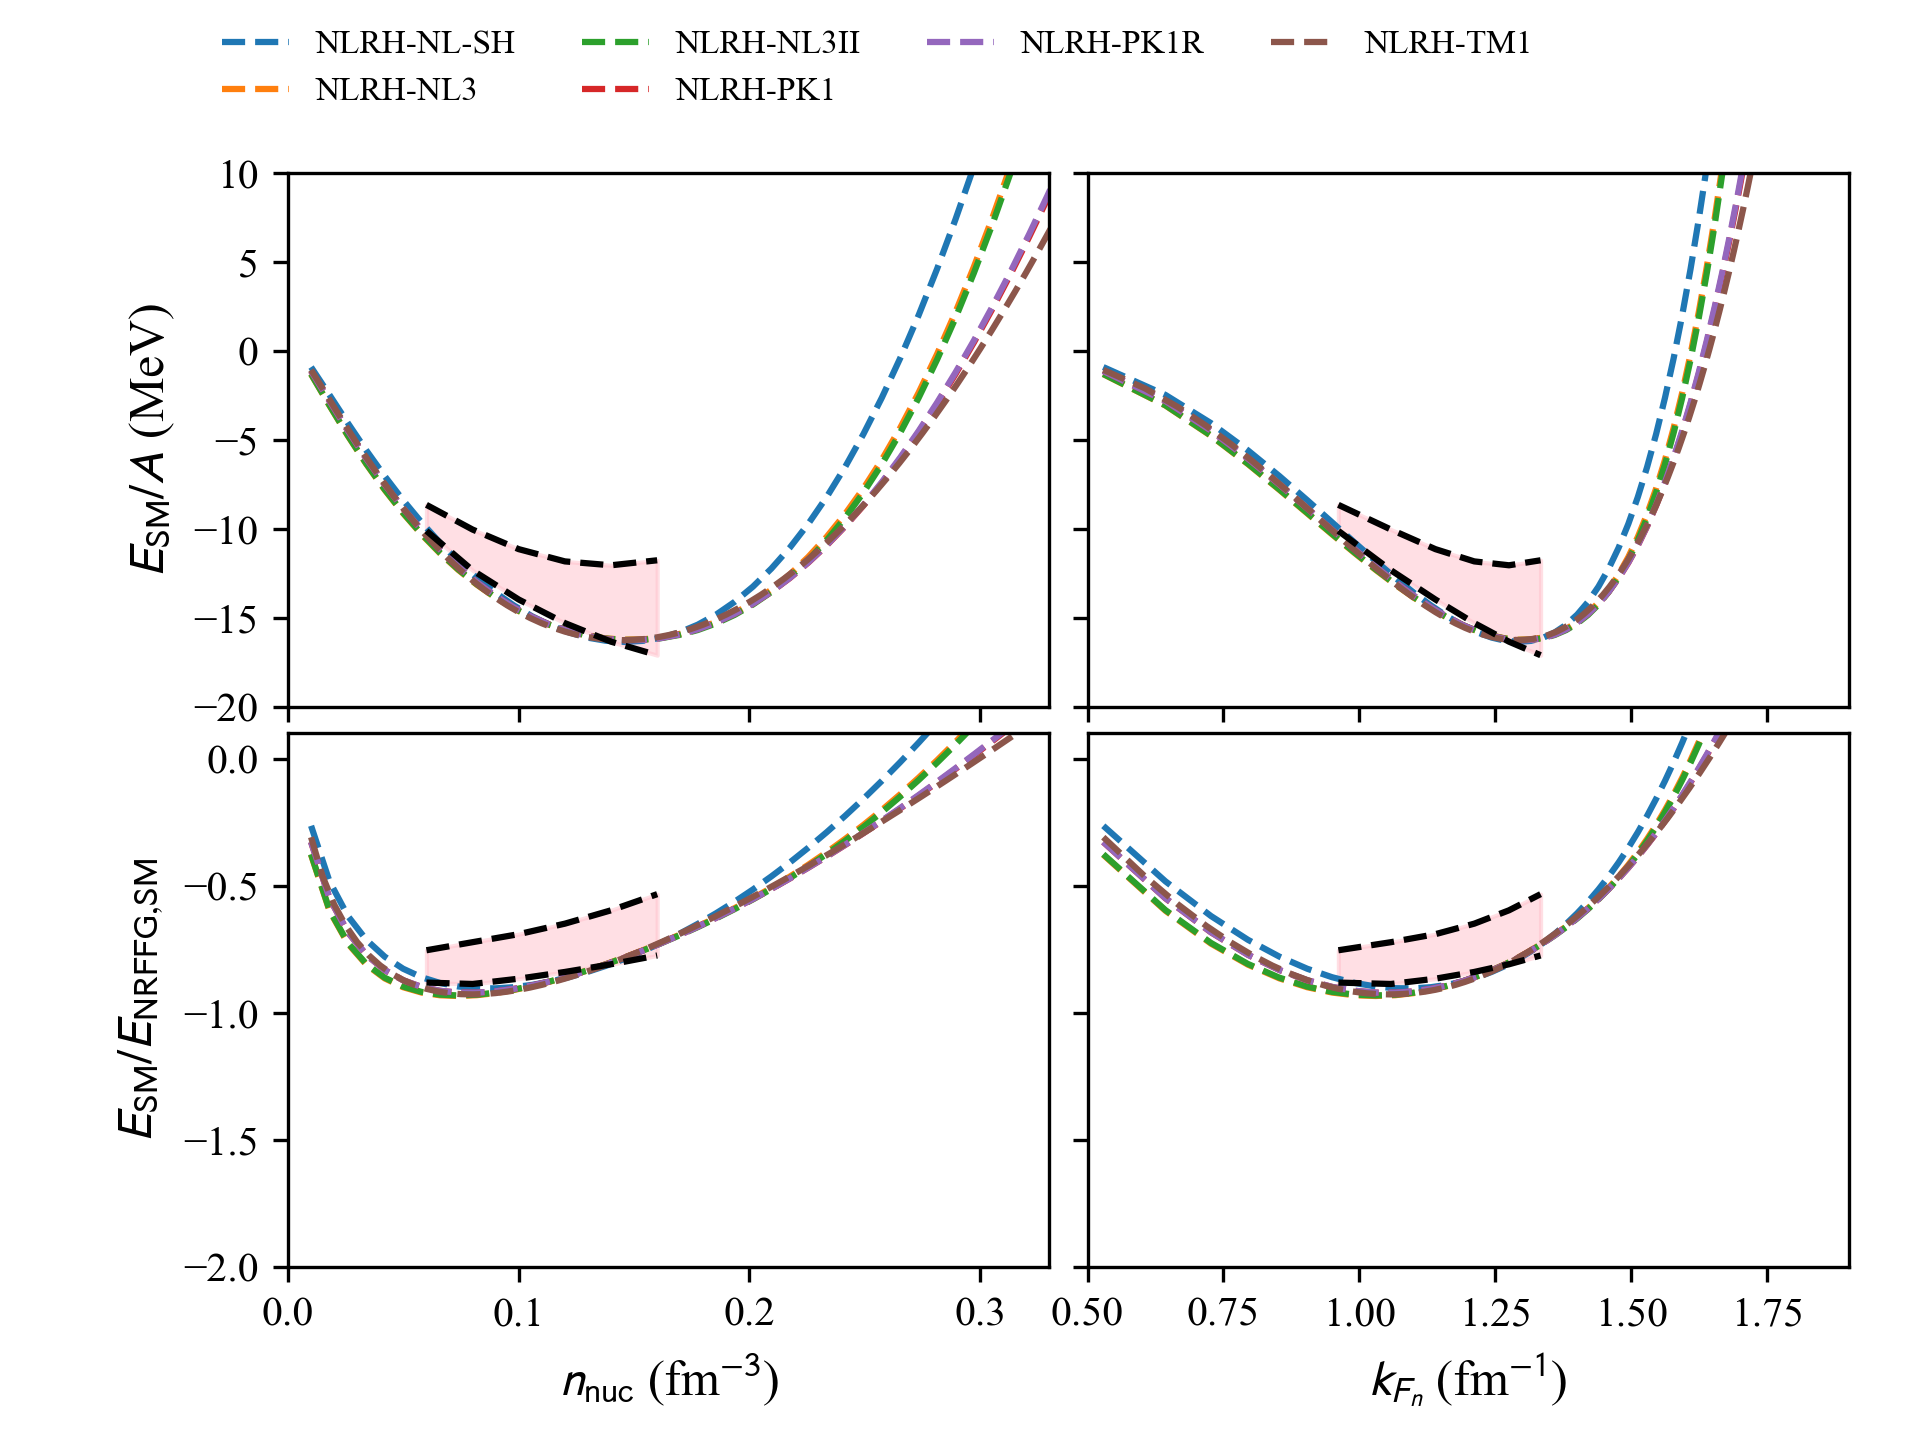 NLRH-NL-SH NLRH-NL3II NLRH-PK1R NLRH-TM1
NLRH-NL3 NLRH-PK1
10
5
0
−5
−10
−15
−20
E_SM/A (MeV)
0.0
−0.5
−1.0
−1.5
−2.0
E_SM/E_NRFFG,SM
0.0 0.1 0.2 0.3
0.50 0.75 1.00 1.25 1.50 1.75
n_nuc (fm⁻³)
k_{F_n} (fm⁻¹)